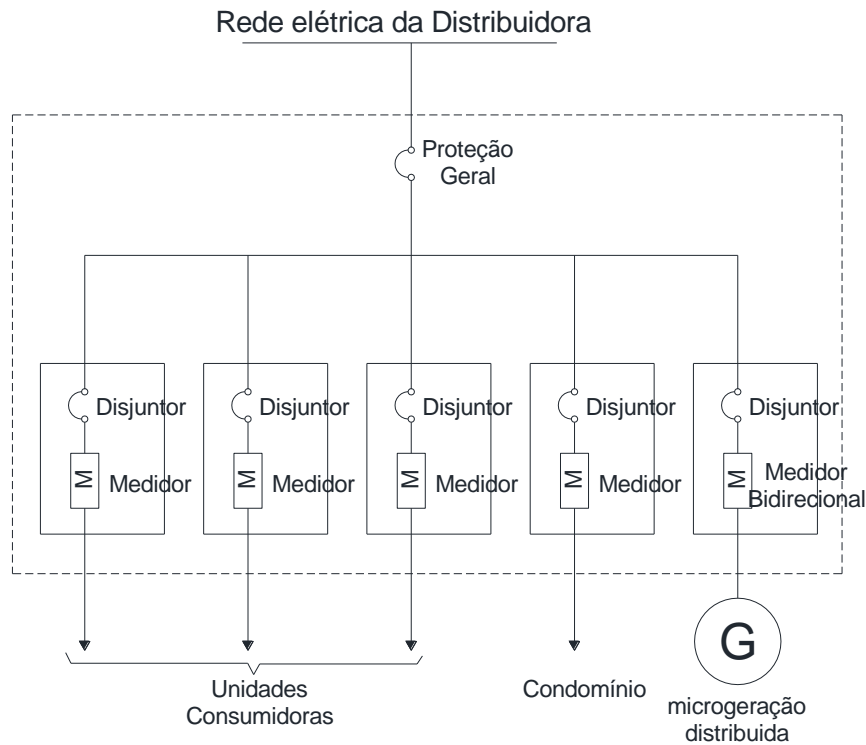 Rede elétrica da Distribuidora
Proteção
Geral
Disjuntor
Disjuntor
Disjuntor
Disjuntor
Disjuntor
M
Medidor
M
Medidor
M
Medidor
M
Medidor
M
Medidor
Bidirecional
G
Unidades
Consumidoras
Condomínio
microgeração
distribuida